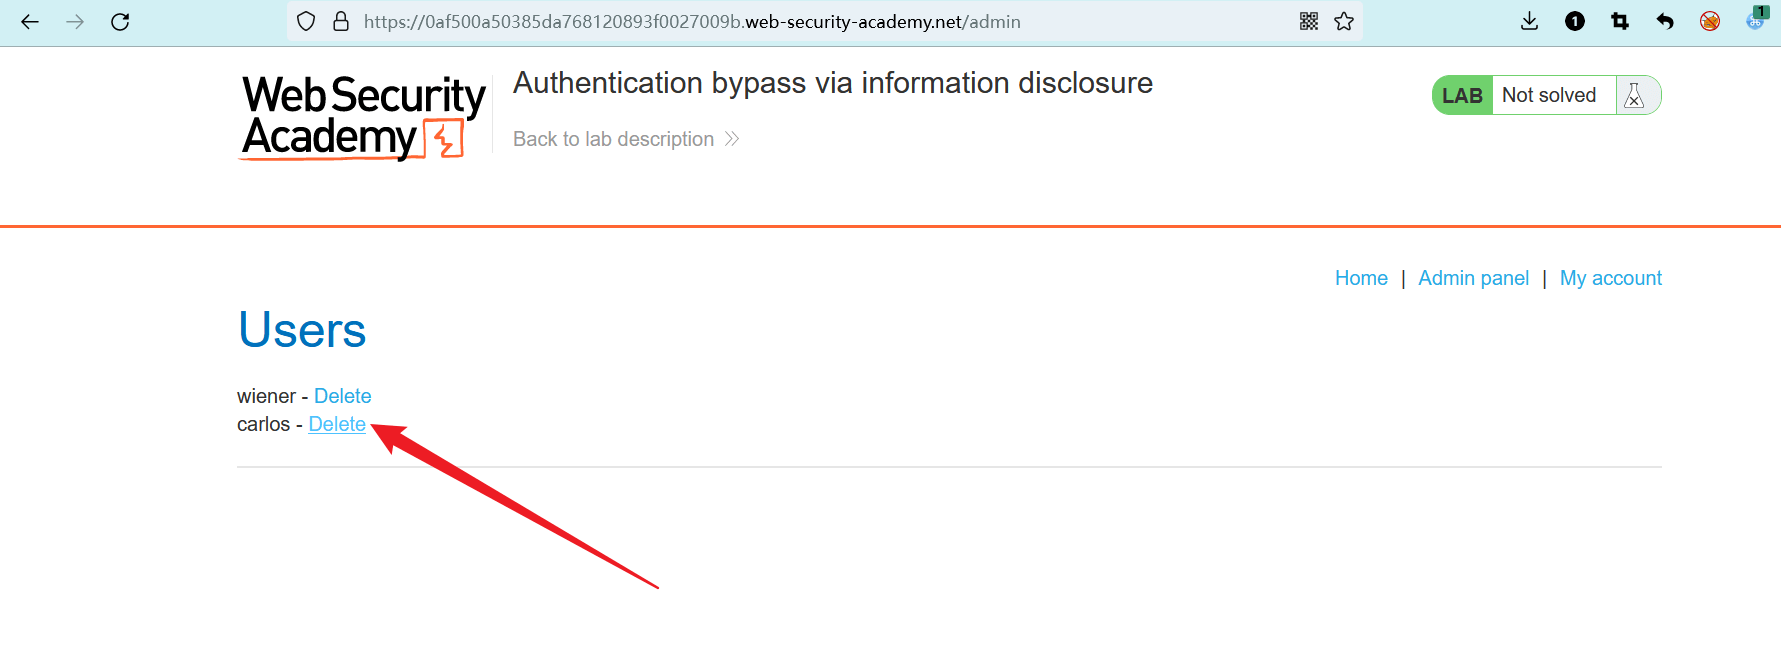 https://0af500a50385da768120893f0027009b.web-security-academy.net/admin
1
1
Web Security
Academy
Authentication bypass via information disclosure
Back to lab description
LAB Not solved
Home | Admin panel | My account
Users
wiener - Delete
carlos - Delete